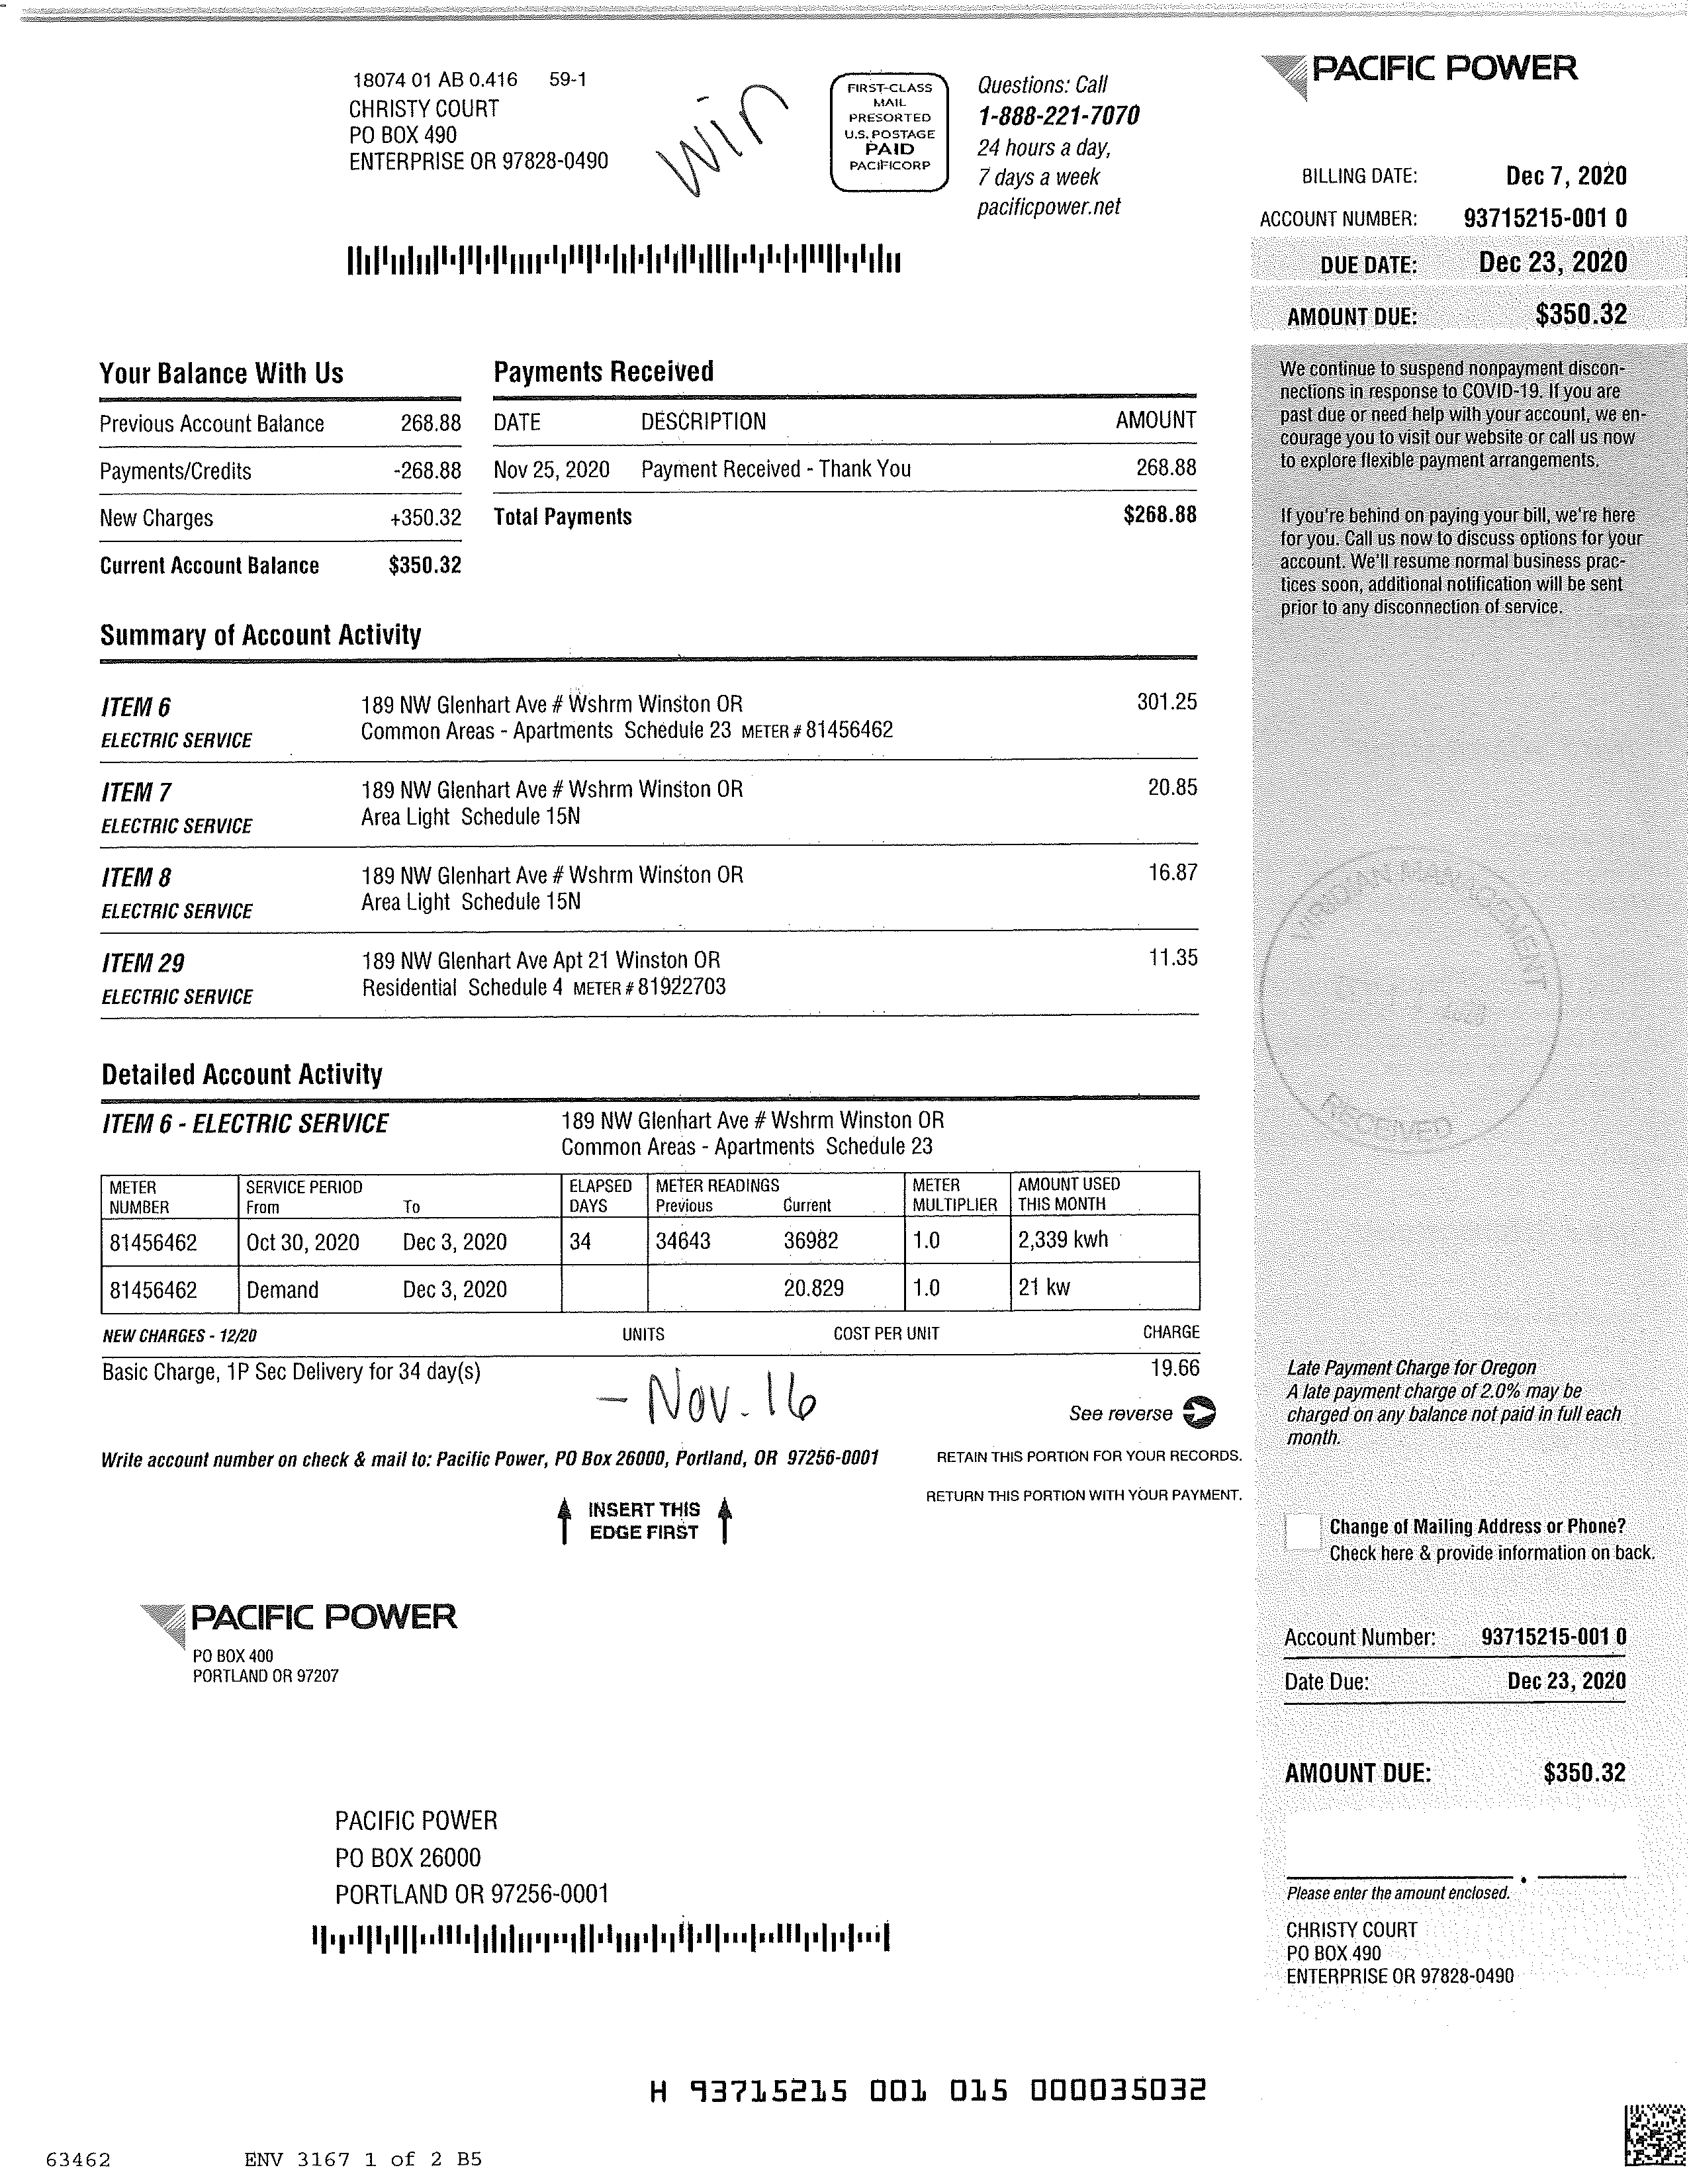 18074 01 AB 0.416 59-1
CHRISTY COURT
PO BOX 490
ENTERPRISE OR 97828-0490
Win
FIRST-CLASS
MAIL
PRESORTED
U.S. POSTAGE
PAID
PACIFICORP
Questions: Call
1-888-221-7070
24 hours a day,
7 days a week
pacificpower.net
PACIFIC POWER
BILLING DATE: Dec 7, 2020
ACCOUNT NUMBER: 93715215-001 0
DUE DATE: Dec 23, 2020
AMOUNT DUE: $350.32
Your Balance With Us
Previous Account Balance 268.88
Payments/Credits -268.88
New Charges +350.32
Current Account Balance $350.32
Payments Received
DATE DESCRIPTION AMOUNT
Nov 25, 2020 Payment Received - Thank You 268.88
Total Payments $268.88
We continue to suspend nonpayment discon-
nections in response to COVID-19. If you are
past due or need help with your account, we en-
courage you to visit our website or call us now
to explore flexible payment arrangements.
If you're behind on paying your bill, we're here
for you. Call us now to discuss options for your
account. We'll resume normal business prac-
tices soon, additional notification will be sent
prior to any disconnection of service.
Summary of Account Activity
ITEM 6 189 NW Glenhart Ave # Wshrm Winston OR 301.25
ELECTRIC SERVICE Common Areas - Apartments Schedule 23 METER # 81456462
ITEM 7 189 NW Glenhart Ave # Wshrm Winston OR 20.85
ELECTRIC SERVICE Area Light Schedule 15N
ITEM 8 189 NW Glenhart Ave # Wshrm Winston OR 16.87
ELECTRIC SERVICE Area Light Schedule 15N
ITEM 29 189 NW Glenhart Ave Apt 21 Winston OR 11.35
ELECTRIC SERVICE Residential Schedule 4 METER # 81922703
VIRIDIAN MANAGEMENT
2020
RECEIVED
Detailed Account Activity
ITEM 6 - ELECTRIC SERVICE 189 NW Glenhart Ave # Wshrm Winston OR
Common Areas - Apartments Schedule 23
METER SERVICE PERIOD ELAPSED METER READINGS METER AMOUNT USED
NUMBER From To DAYS Previous Current MULTIPLIER THIS MONTH
81456462 Oct 30, 2020 Dec 3, 2020 34 34643 36982 1.0 2,339 kwh
81456462 Demand Dec 3, 2020 20.829 1.0 21 kw
NEW CHARGES - 12/20 UNITS COST PER UNIT CHARGE
Basic Charge, 1P Sec Delivery for 34 day(s) 19.66
- Nov. 16
See reverse
Late Payment Charge for Oregon
A late payment charge of 2.0% may be
charged on any balance not paid in full each
month.
Write account number on check & mail to: Pacific Power, PO Box 26000, Portland, OR 97256-0001
RETAIN THIS PORTION FOR YOUR RECORDS.
RETURN THIS PORTION WITH YOUR PAYMENT.
INSERT THIS
EDGE FIRST
Change of Mailing Address or Phone?
Check here & provide information on back.
PACIFIC POWER
PO BOX 400
PORTLAND OR 97207
Account Number: 93715215-001 0
Date Due: Dec 23, 2020
AMOUNT DUE: $350.32
PACIFIC POWER
PO BOX 26000
PORTLAND OR 97256-0001
Please enter the amount enclosed.
CHRISTY COURT
PO BOX 490
ENTERPRISE OR 97828-0490
H 93715215 001 015 000035032
63462 ENV 3167 1 of 2 B5